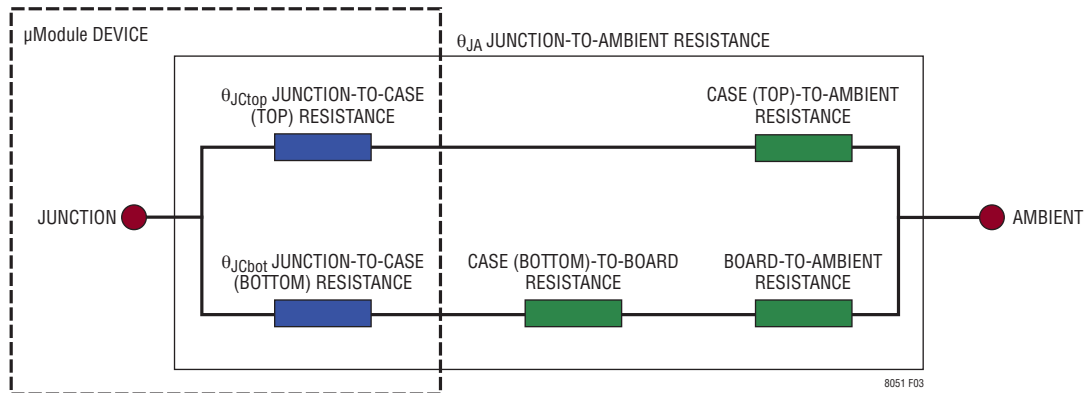 µModule DEVICE
θJA JUNCTION-TO-AMBIENT RESISTANCE
θJCtop JUNCTION-TO-CASE
(TOP) RESISTANCE
CASE (TOP)-TO-AMBIENT
RESISTANCE
JUNCTION
AMBIENT
θJCbot JUNCTION-TO-CASE
(BOTTOM) RESISTANCE
CASE (BOTTOM)-TO-BOARD
RESISTANCE
BOARD-TO-AMBIENT
RESISTANCE
8051 F03